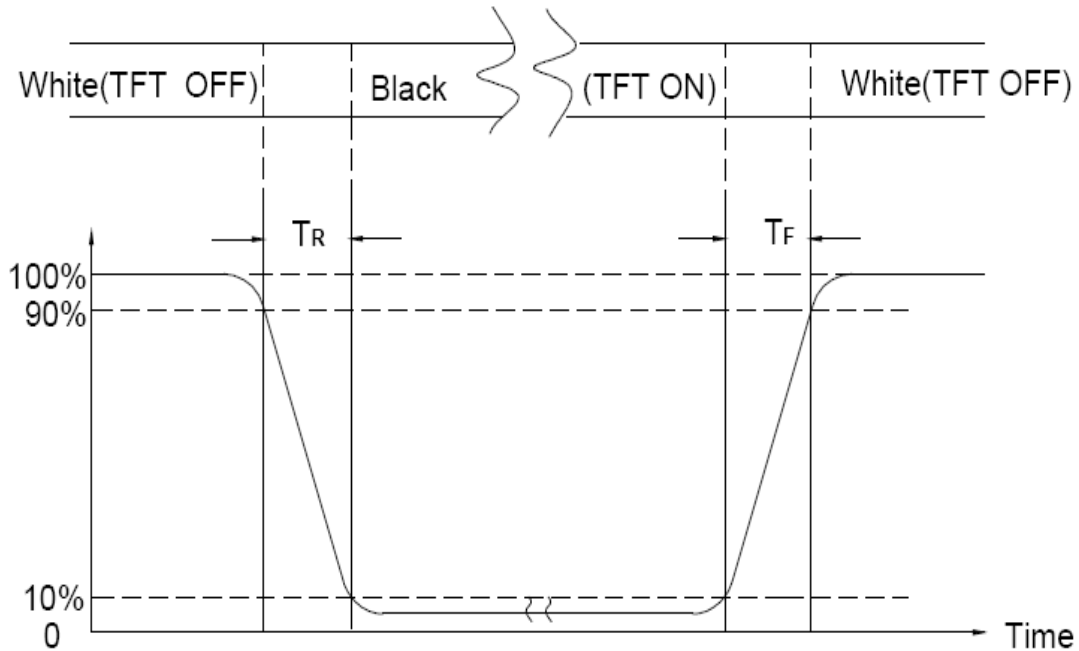 White(TFT OFF) Black (TFT ON) White(TFT OFF)
TR TF
100%
90%
10%
0
Time